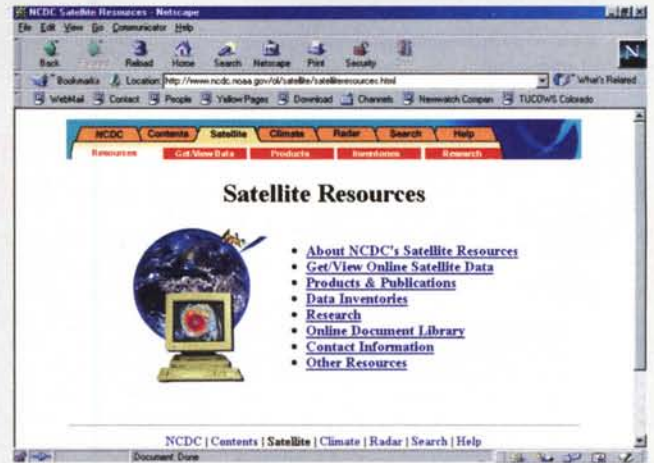 NCDC Satellite Resources - Netscape
File Edit View Go Communicator Help
Back Forward Reload Home Search Netscape Print Security
Bookmarks Location http://www.ncdc.noaa.gov/ol/satellite/satelliteresources.html What's Related
WebMail Contact People Yellow Pages Download Channels TUCOWS Colorado
NCDC Contents Satellite Climate Radar Search Help
Resources Get/View Data Products Inventories Research
Satellite Resources
• About NCDC's Satellite Resources
• Get/View Online Satellite Data
• Products & Publications
• Data Inventories
• Research
• Online Document Library
• Contact Information
• Other Resources
NCDC | Contents | Satellite | Climate | Radar | Search | Help
Document: Done
N